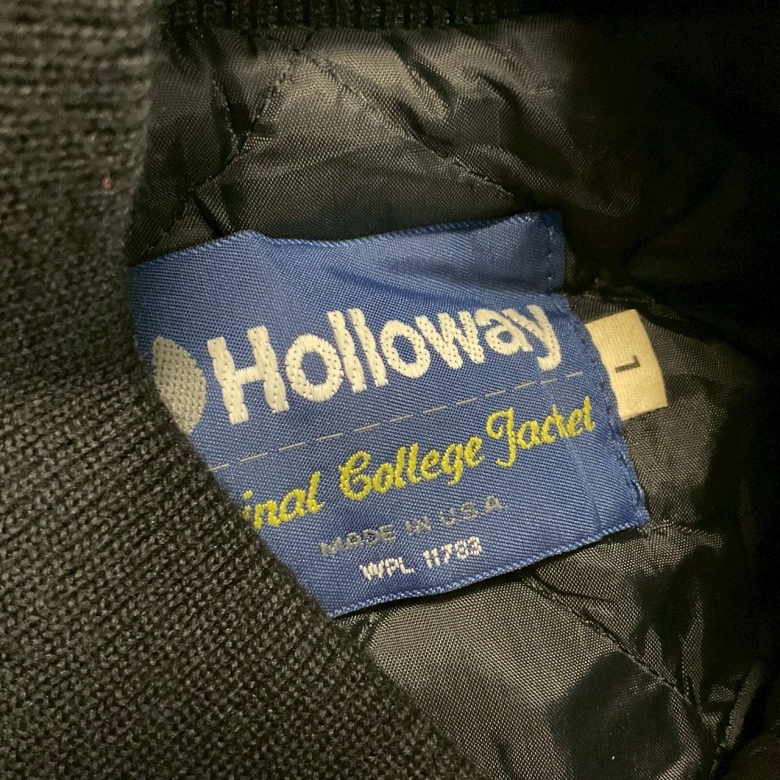 Holloway
inal College Jacket
MADE IN U.S.A.
WPL 11783
L